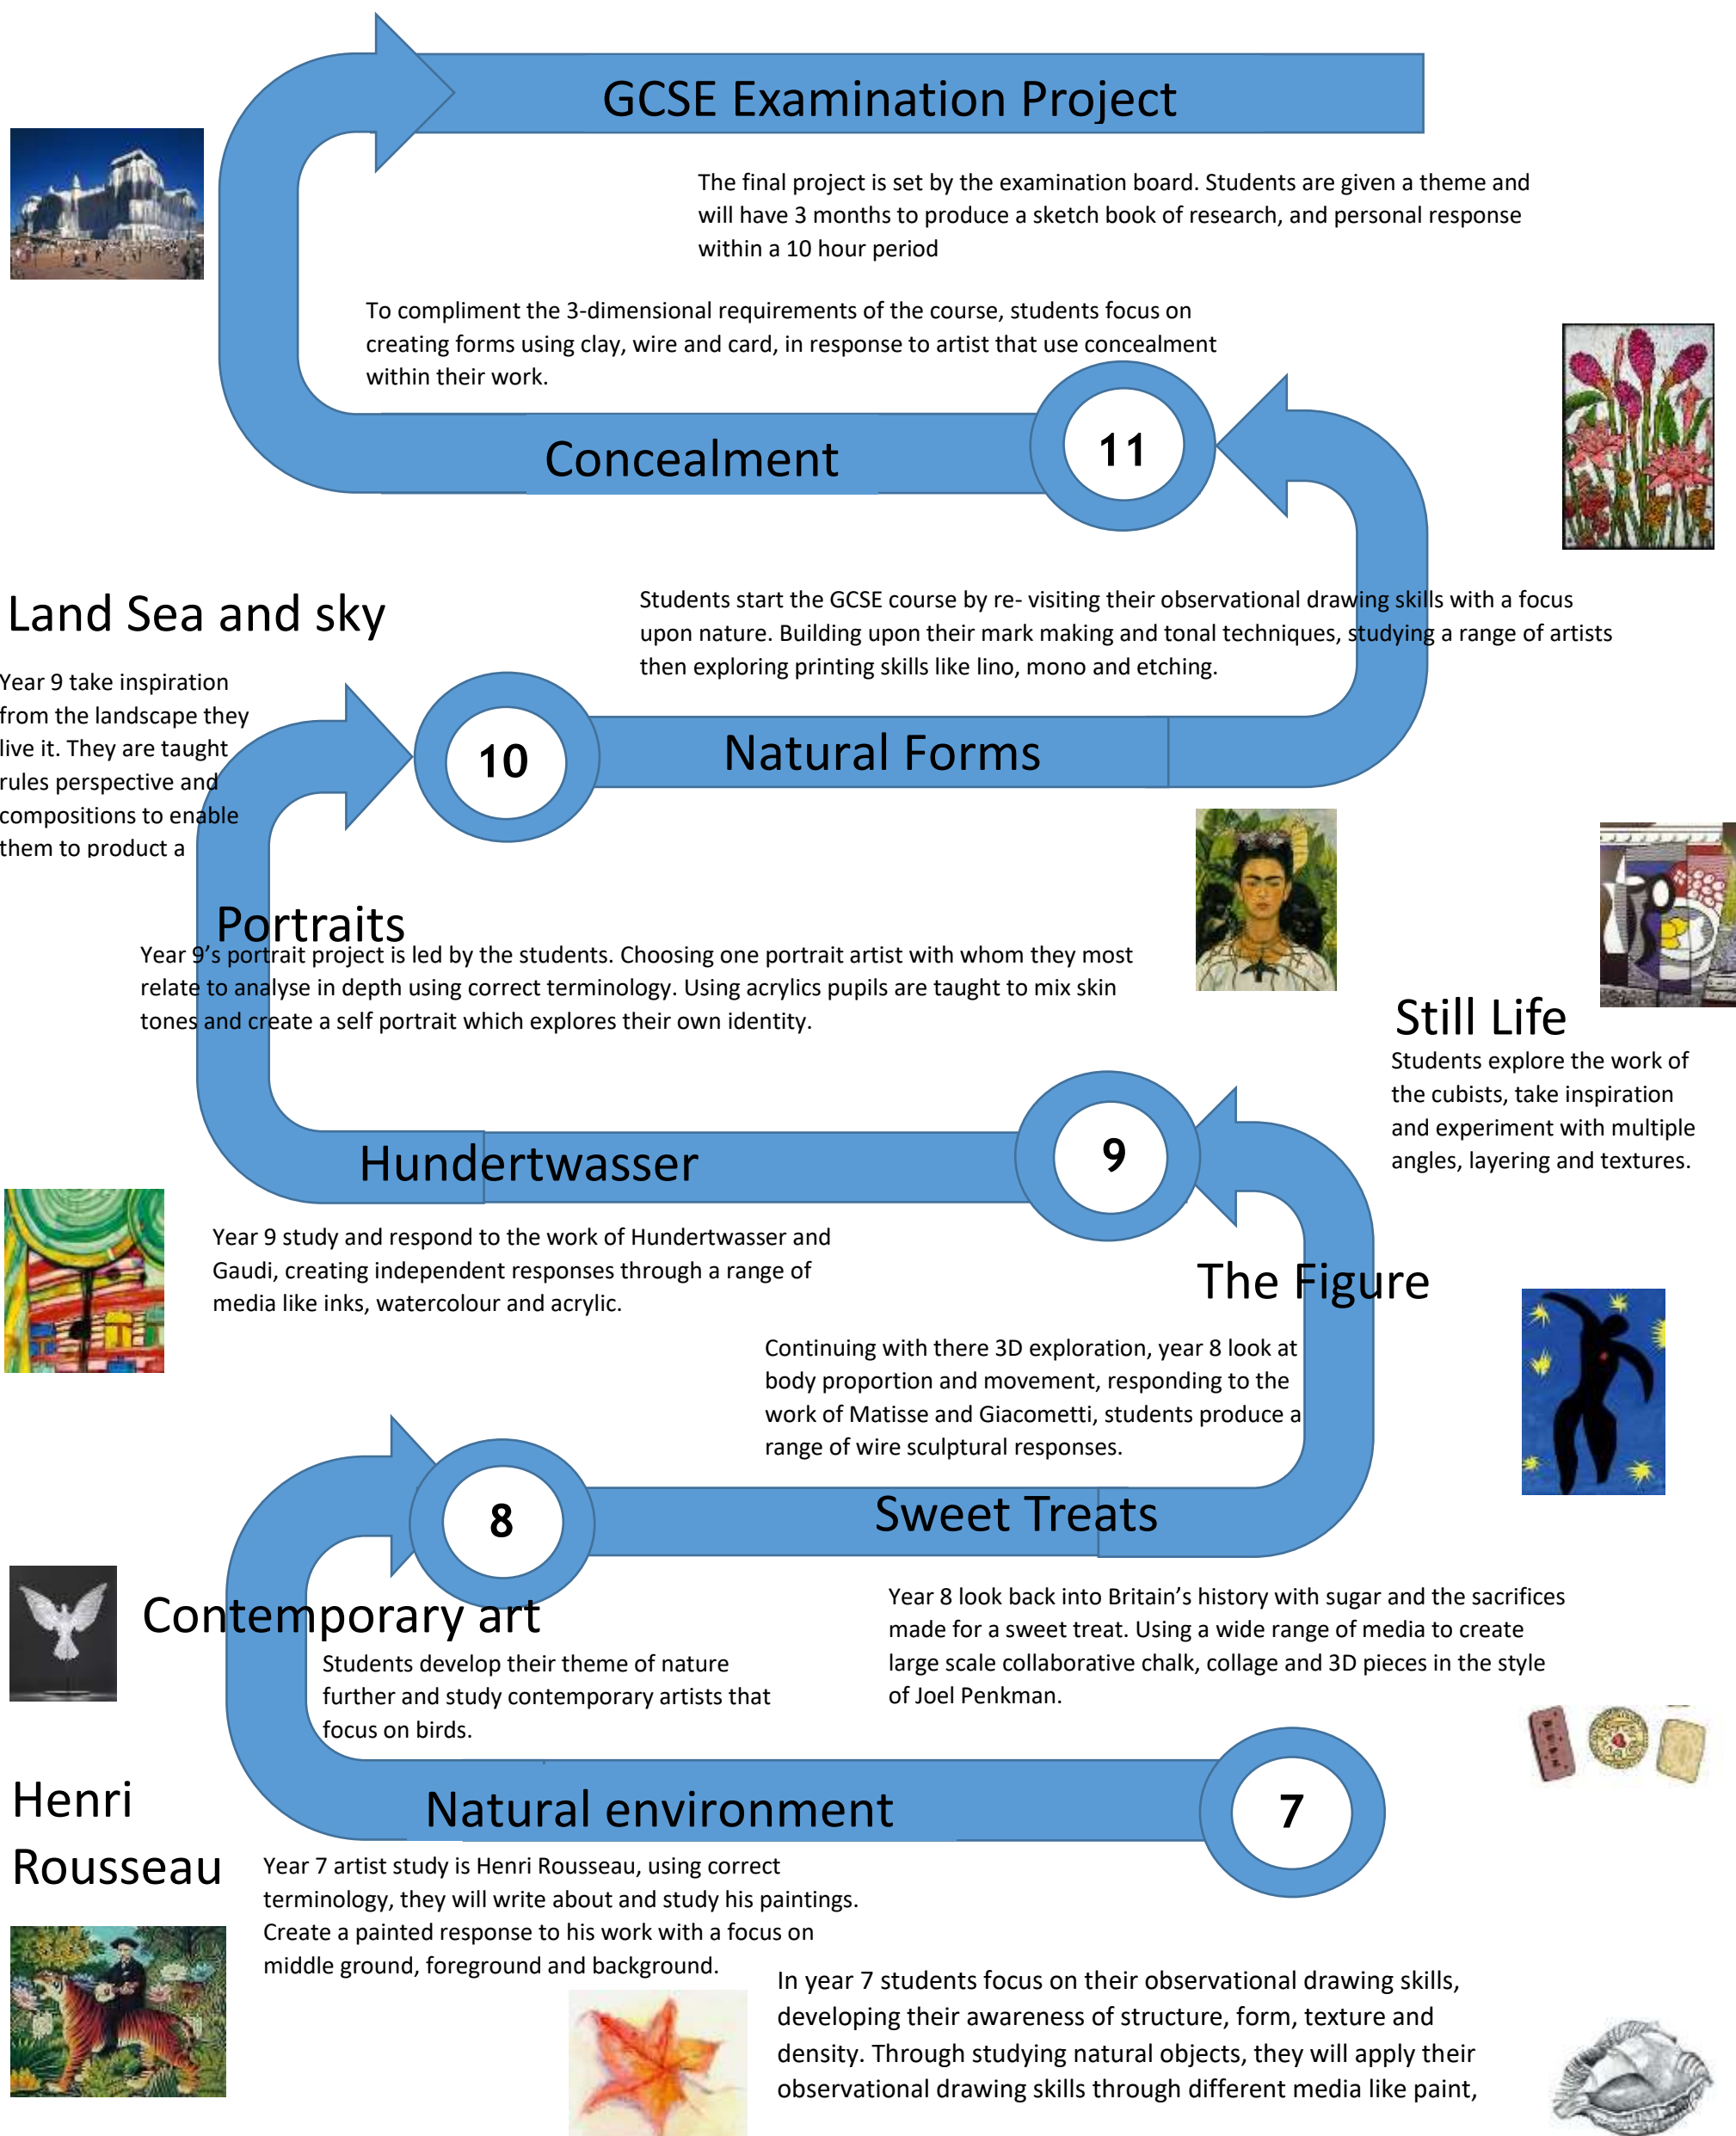 GCSE Examination Project
The final project is set by the examination board. Students are given a theme and
will have 3 months to produce a sketch book of research, and personal response
within a 10 hour period
To compliment the 3-dimensional requirements of the course, students focus on
creating forms using clay, wire and card, in response to artist that use concealment
within their work.
Concealment
11
Land Sea and sky
Students start the GCSE course by re- visiting their observational drawing skills with a focus
upon nature. Building upon their mark making and tonal techniques, studying a range of artists
then exploring printing skills like lino, mono and etching.
Year 9 take inspiration
from the landscape they
live it. They are taught
rules perspective and
compositions to enable
them to product a
10
Natural Forms
Portraits
Year 9’s portrait project is led by the students. Choosing one portrait artist with whom they most
relate to analyse in depth using correct terminology. Using acrylics pupils are taught to mix skin
tones and create a self portrait which explores their own identity.
Still Life
Students explore the work of
the cubists, take inspiration
and experiment with multiple
angles, layering and textures.
Hundertwasser
9
Year 9 study and respond to the work of Hundertwasser and
Gaudi, creating independent responses through a range of
media like inks, watercolour and acrylic.
The Figure
Continuing with there 3D exploration, year 8 look at
body proportion and movement, responding to the
work of Matisse and Giacometti, students produce a
range of wire sculptural responses.
8
Sweet Treats
Contemporary art
Students develop their theme of nature
further and study contemporary artists that
focus on birds.
Year 8 look back into Britain’s history with sugar and the sacrifices
made for a sweet treat. Using a wide range of media to create
large scale collaborative chalk, collage and 3D pieces in the style
of Joel Penkman.
Natural environment
7
Henri
Rousseau
Year 7 artist study is Henri Rousseau, using correct
terminology, they will write about and study his paintings.
Create a painted response to his work with a focus on
middle ground, foreground and background.
In year 7 students focus on their observational drawing skills,
developing their awareness of structure, form, texture and
density. Through studying natural objects, they will apply their
observational drawing skills through different media like paint,